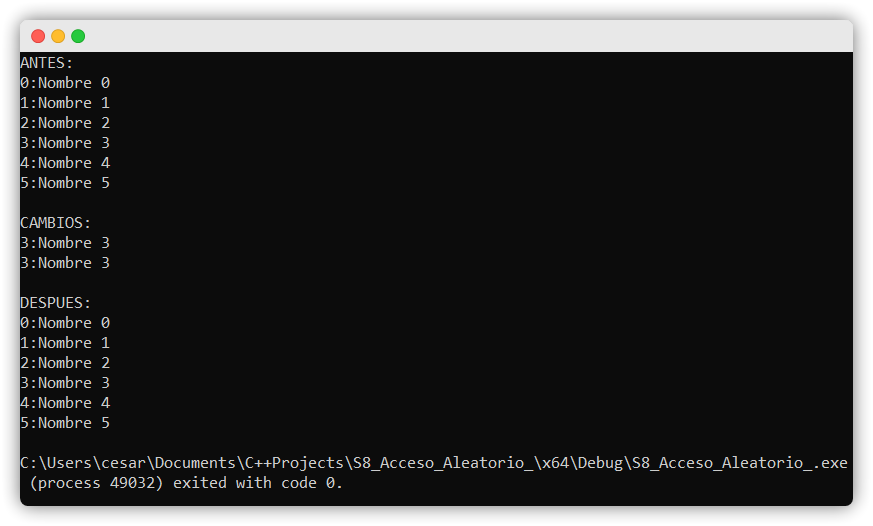 ANTES:
0:Nombre 0
1:Nombre 1
2:Nombre 2
3:Nombre 3
4:Nombre 4
5:Nombre 5

CAMBIOS:
3:Nombre 3
3:Nombre 3

DESPUES:
0:Nombre 0
1:Nombre 1
2:Nombre 2
3:Nombre 3
4:Nombre 4
5:Nombre 5

C:\Users\cesar\Documents\C++Projects\S8_Acceso_Aleatorio_\x64\Debug\S8_Acceso_Aleatorio_.exe
(process 49032) exited with code 0.